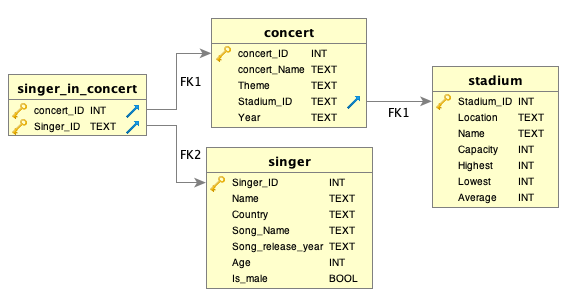 singer_in_concert
concert_ID INT
Singer_ID TEXT
FK1
FK2
concert
concert_ID INT
concert_Name TEXT
Theme TEXT
Stadium_ID TEXT
Year TEXT
FK1
singer
Singer_ID INT
Name TEXT
Country TEXT
Song_Name TEXT
Song_release_year TEXT
Age INT
Is_male BOOL
stadium
Stadium_ID INT
Location TEXT
Name TEXT
Capacity INT
Highest INT
Lowest INT
Average INT